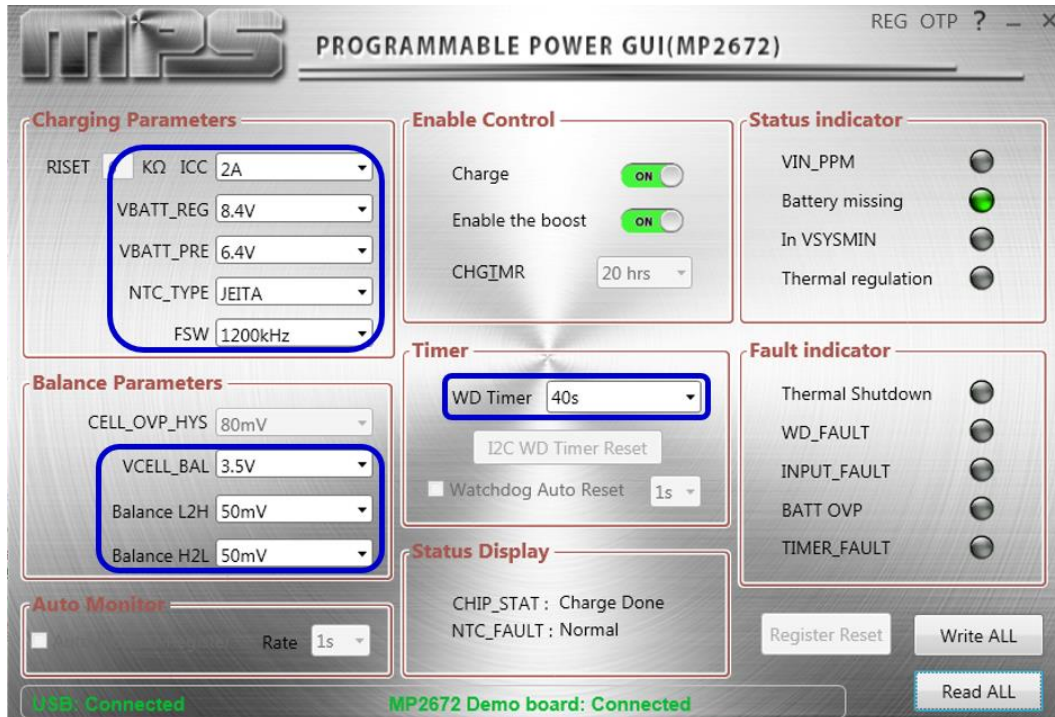 mps
PROGRAMMABLE POWER GUI(MP2672)
REG OTP ? _ X
Charging Parameters
RISET KΩ ICC 2A
VBATT_REG 8.4V
VBATT_PRE 6.4V
NTC_TYPE JEITA
FSW 1200kHz
Balance Parameters
CELL_OVP_HYS 80mV
VCELL_BAL 3.5V
Balance L2H 50mV
Balance H2L 50mV
Auto Monitor
Rate 1s
Enable Control
Charge ON
Enable the boost ON
CHGTMR 20 hrs
Timer
WD Timer 40s
I2C WD Timer Reset
Watchdog Auto Reset 1s
Status Display
CHIP_STAT : Charge Done
NTC_FAULT : Normal
Status indicator
VIN_PPM
Battery missing
In VSYSMIN
Thermal regulation
Fault indicator
Thermal Shutdown
WD_FAULT
INPUT_FAULT
BATT OVP
TIMER_FAULT
Register Reset Write ALL
Read ALL
USB: Connected MP2672 Demo board: Connected